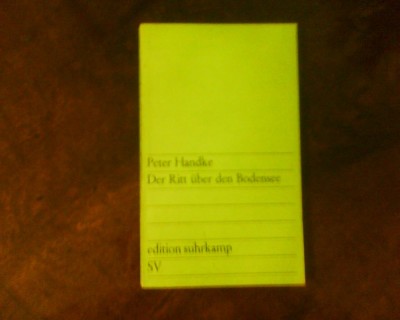 Peter Handke
Der Ritt über den Bodensee
edition suhrkamp
SV